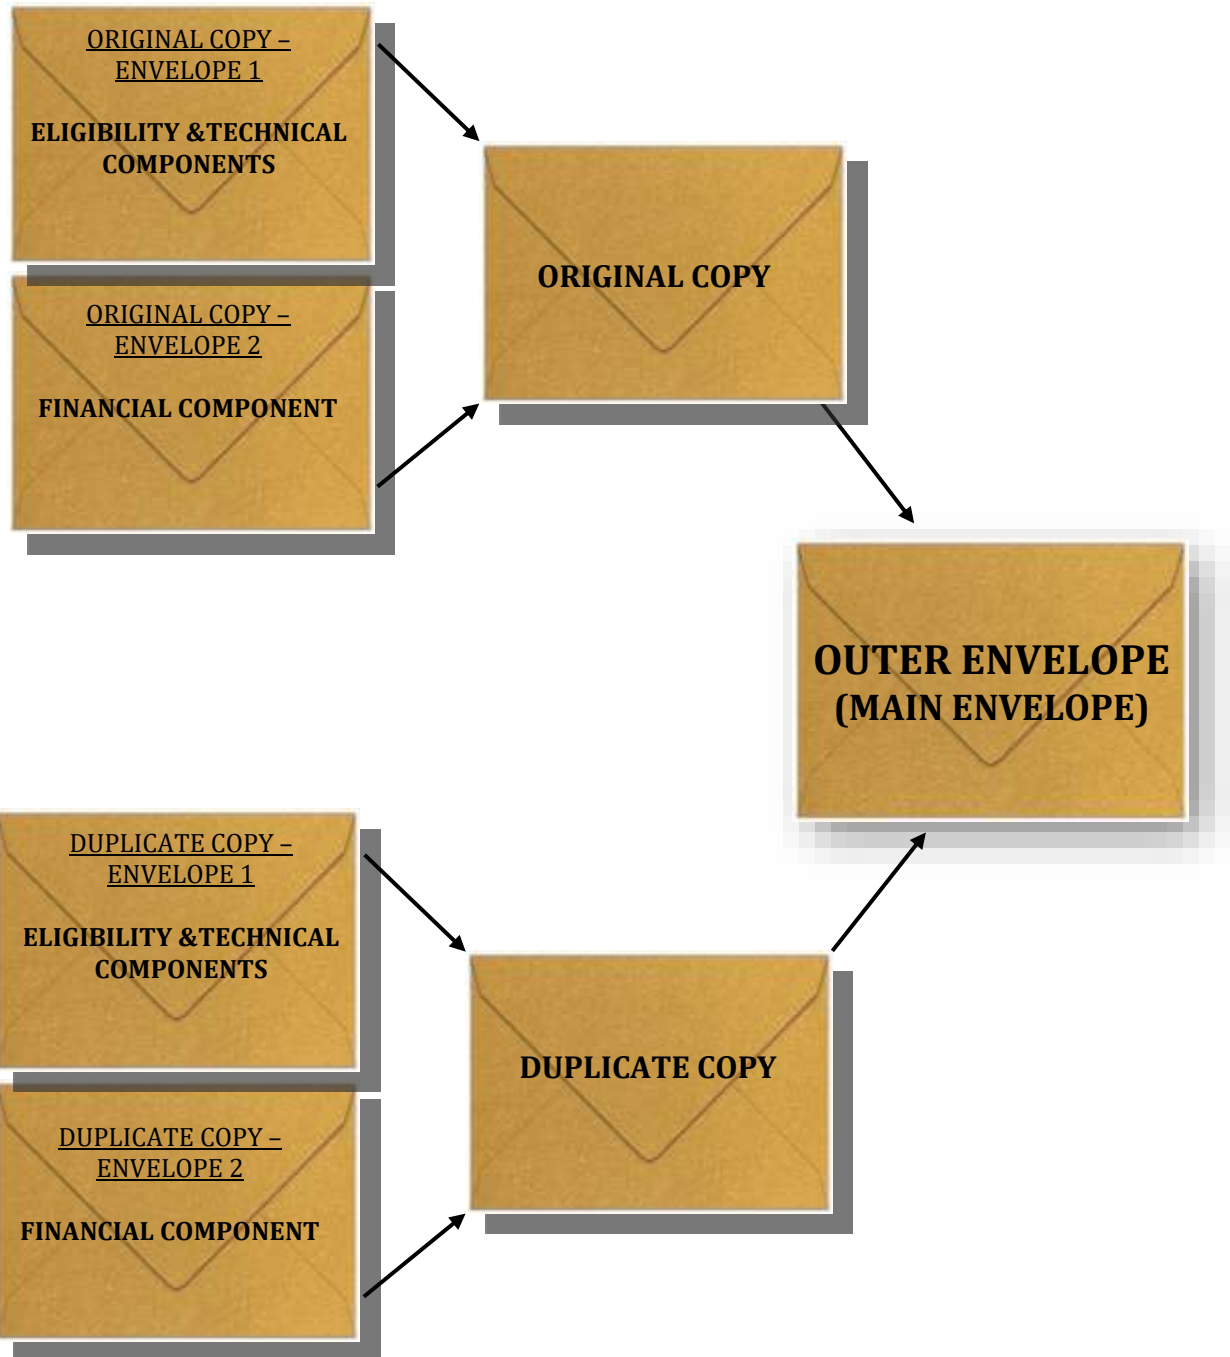 ORIGINAL COPY –
ENVELOPE 1
ELIGIBILITY &TECHNICAL
COMPONENTS
ORIGINAL COPY –
ENVELOPE 2
FINANCIAL COMPONENT
ORIGINAL COPY
OUTER ENVELOPE
(MAIN ENVELOPE)
DUPLICATE COPY –
ENVELOPE 1
ELIGIBILITY &TECHNICAL
COMPONENTS
DUPLICATE COPY –
ENVELOPE 2
FINANCIAL COMPONENT
DUPLICATE COPY